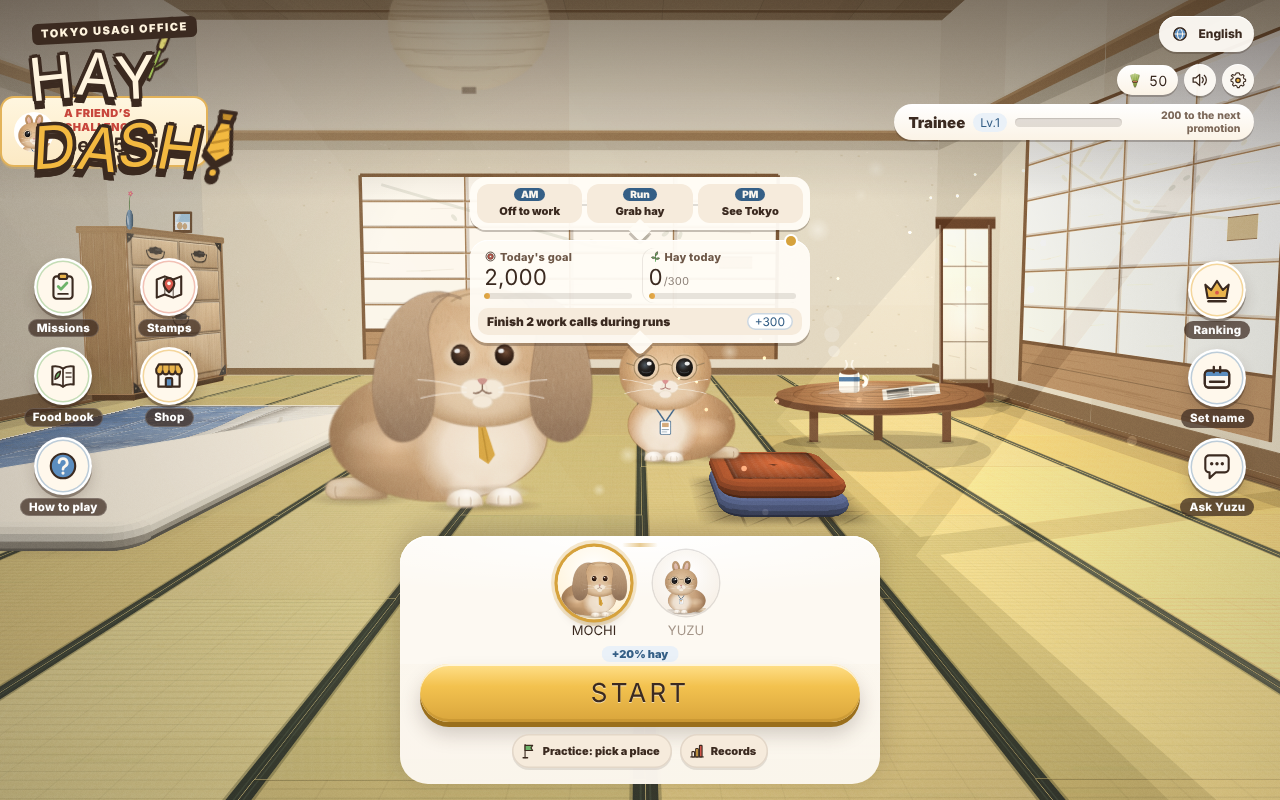 TOKYO USAGI OFFICE
HAY
DASH!
A FRIEND'S
English
50
Trainee Lv.1
200 to the next
promotion
AM
Off to work
Run
Grab hay
PM
See Tokyo
Today's goal
2,000
Hay today
0/300
Finish 2 work calls during runs +300
Missions
Stamps
Food book
Shop
How to play
Ranking
Set name
Ask Yuzu
MOCHI
YUZU
+20% hay
START
Practice: pick a place
Records